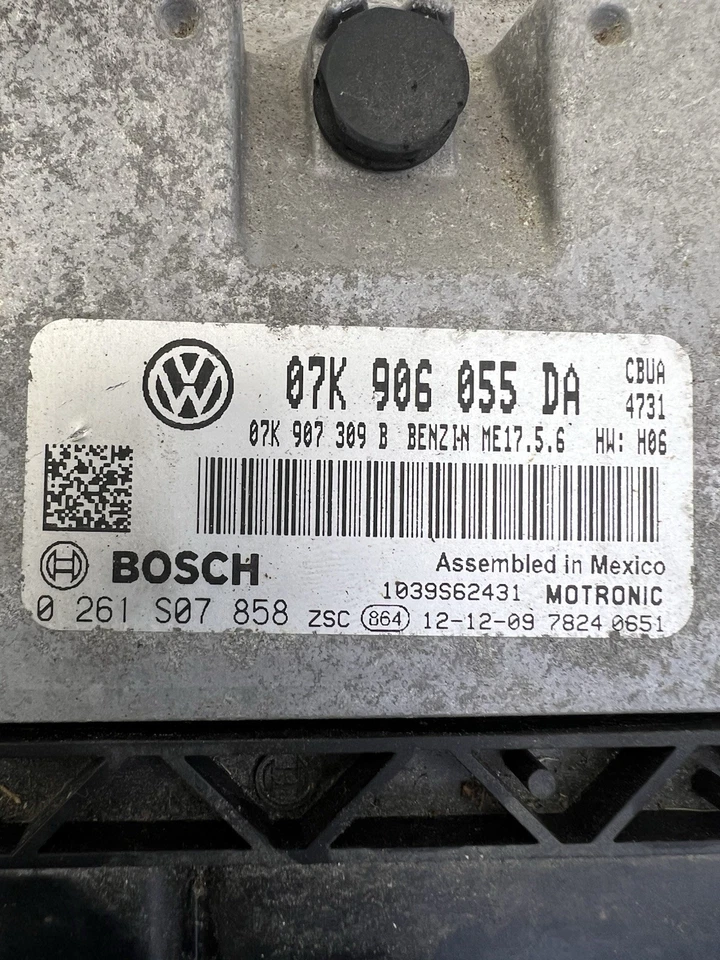 07K 906 055 DA
CBUA
4731
07K 907 309 B BENZIN ME17.5.6 HW: H06
BOSCH
Assembled in Mexico
1039S62431 MOTRONIC
0 261 S07 858 ZSC 864 12-12-09 7824 0651